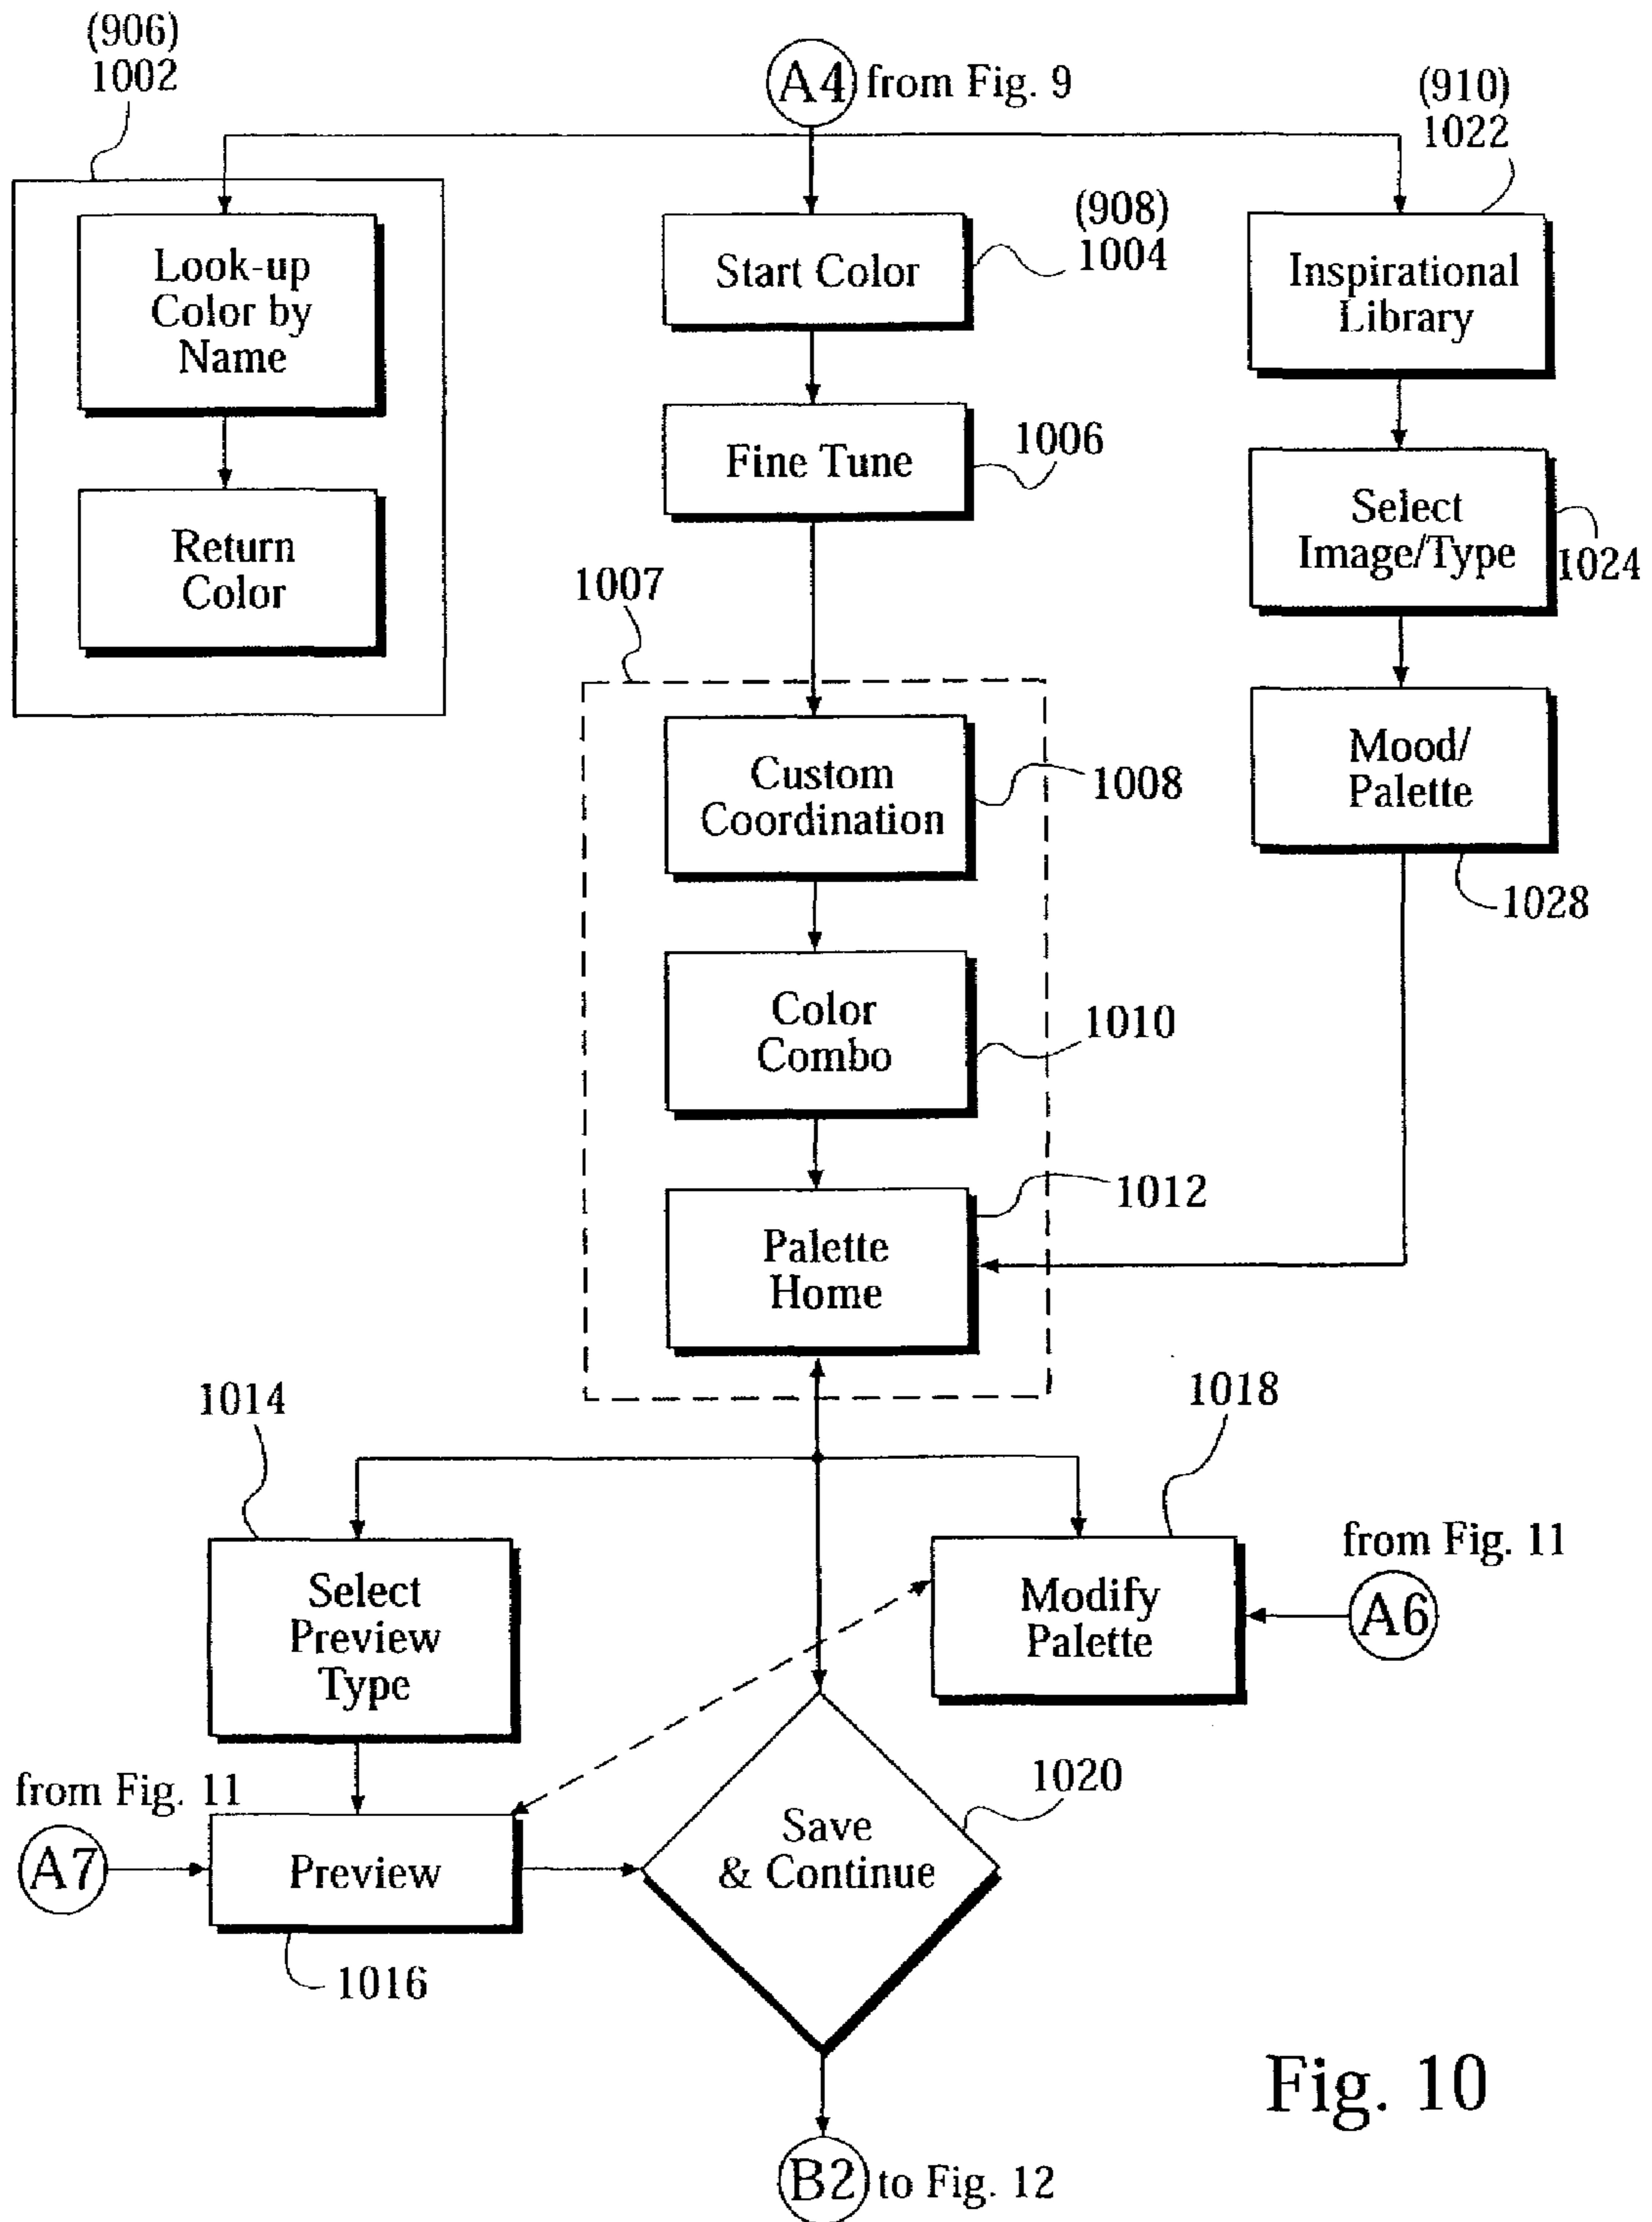 (906)
1002
A4 from Fig. 9
(910)
1022
Look-up
Color by
Name
Start Color
(908)
1004
Inspirational
Library
Fine Tune
1006
Return
Color
Select
Image/Type
1024
1007
Custom
Coordination
1008
Mood/
Palette
1028
Color
Combo
1010
Palette
Home
1012
1014
1018
Select
Preview
Type
Modify
Palette
from Fig. 11
A6
from Fig. 11
A7
Preview
1016
Save
& Continue
1020
B2 to Fig. 12
Fig. 10